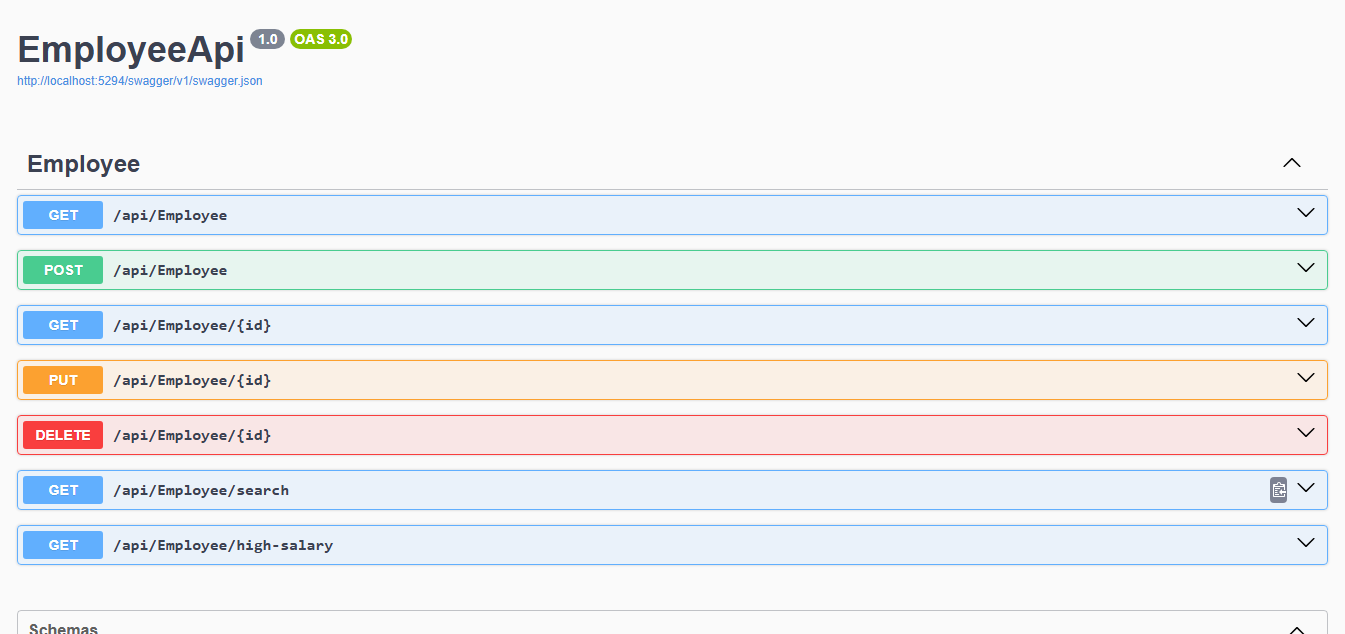 EmployeeApi 1.0 OAS 3.0
http://localhost:5294/swagger/v1/swagger.json
Employee
GET /api/Employee
POST /api/Employee
GET /api/Employee/{id}
PUT /api/Employee/{id}
DELETE /api/Employee/{id}
GET /api/Employee/search
GET /api/Employee/high-salary
Schemas